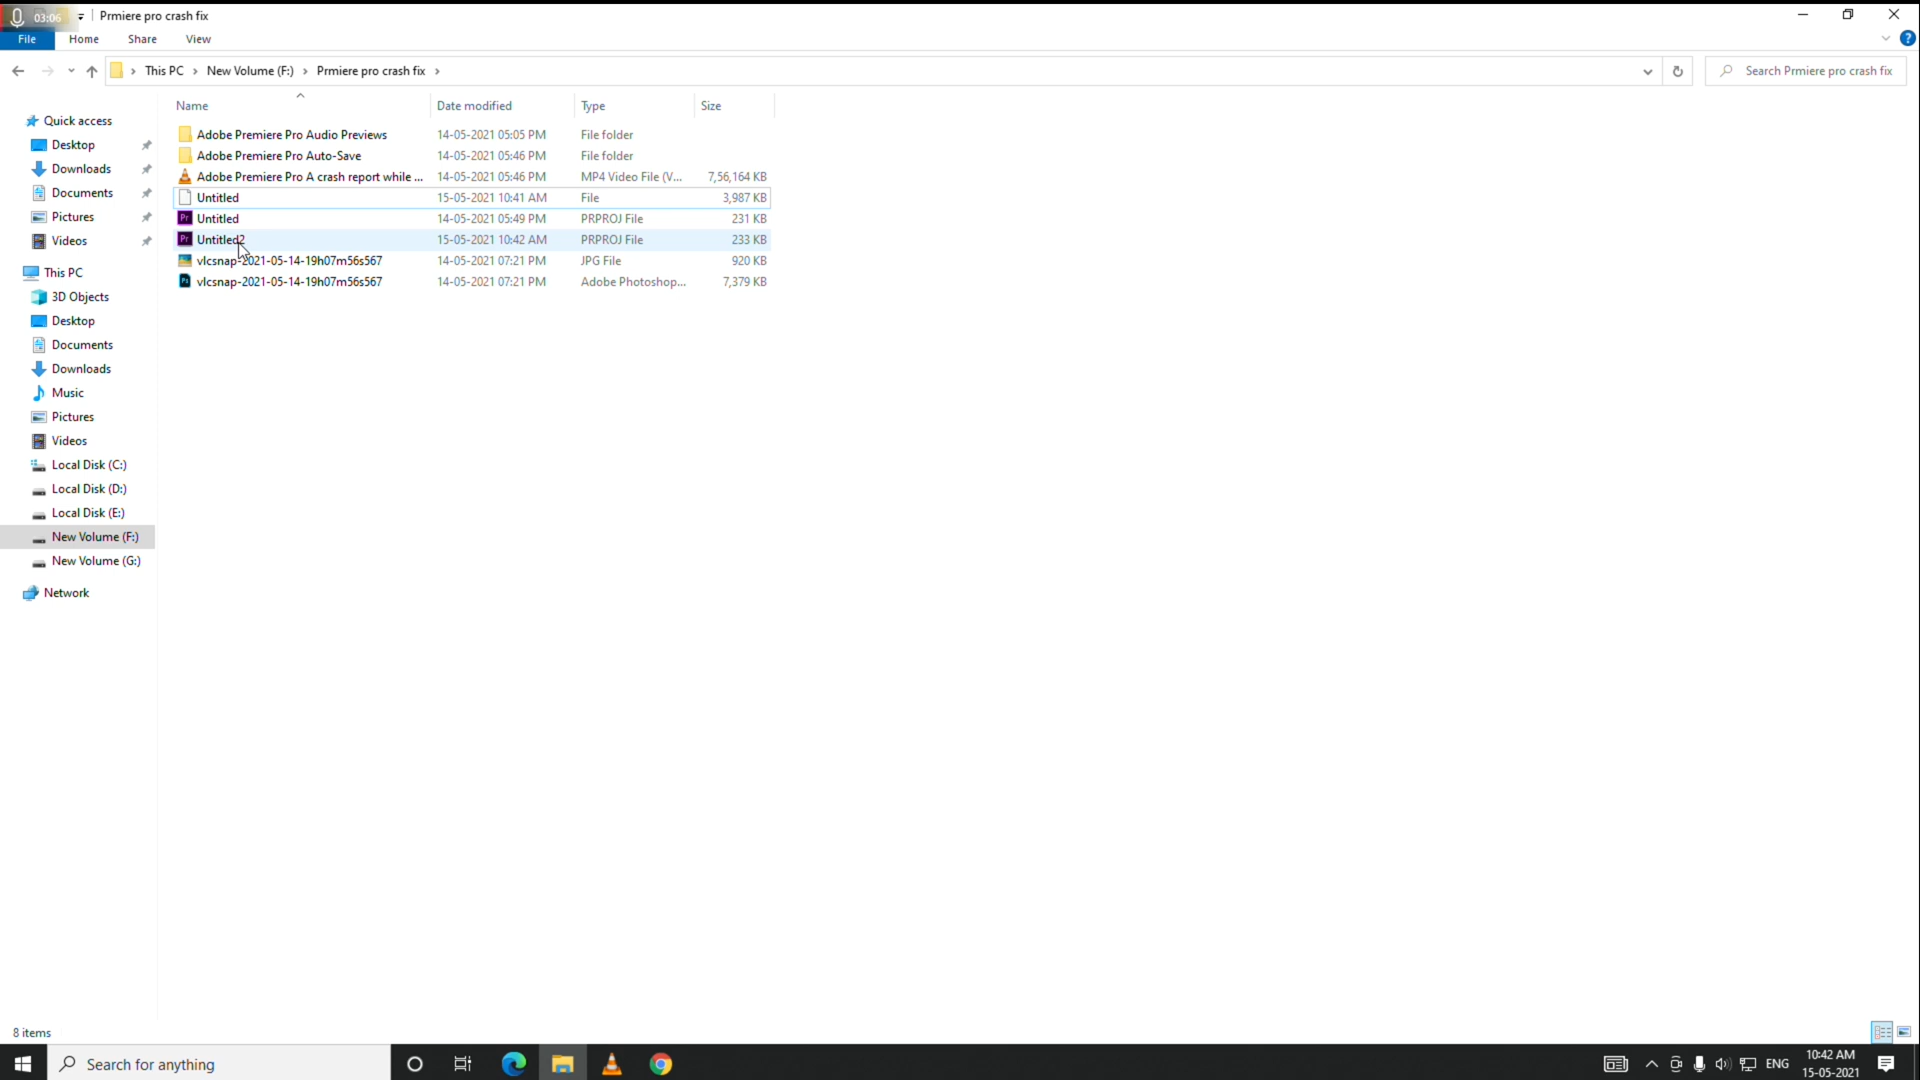 03:06 Prmiere pro crash fix
File Home Share View
This PC New Volume (F:) Prmiere pro crash fix Search Prmiere pro crash fix
Name Date modified Type Size
Adobe Premiere Pro Audio Previews 14-05-2021 05:05 PM File folder
Adobe Premiere Pro Auto-Save 14-05-2021 05:46 PM File folder
Adobe Premiere Pro A crash report while ... 14-05-2021 05:46 PM MP4 Video File (V... 7,56,164 KB
Untitled 15-05-2021 10:41 AM File 3,987 KB
Pr Untitled 14-05-2021 05:49 PM PRPROJ File 231 KB
Pr Untitled2 15-05-2021 10:42 AM PRPROJ File 233 KB
vlcsnap-2021-05-14-19h07m56s567 14-05-2021 07:21 PM JPG File 920 KB
Ps vlcsnap-2021-05-14-19h07m56s567 14-05-2021 07:21 PM Adobe Photoshop... 7,379 KB
Quick access
Desktop
Downloads
Documents
Pictures
Videos
This PC
3D Objects
Desktop
Documents
Downloads
Music
Pictures
Videos
Local Disk (C:)
Local Disk (D:)
Local Disk (E:)
New Volume (F:)
New Volume (G:)
Network
8 items
Search for anything
ENG
10:42 AM
15-05-2021